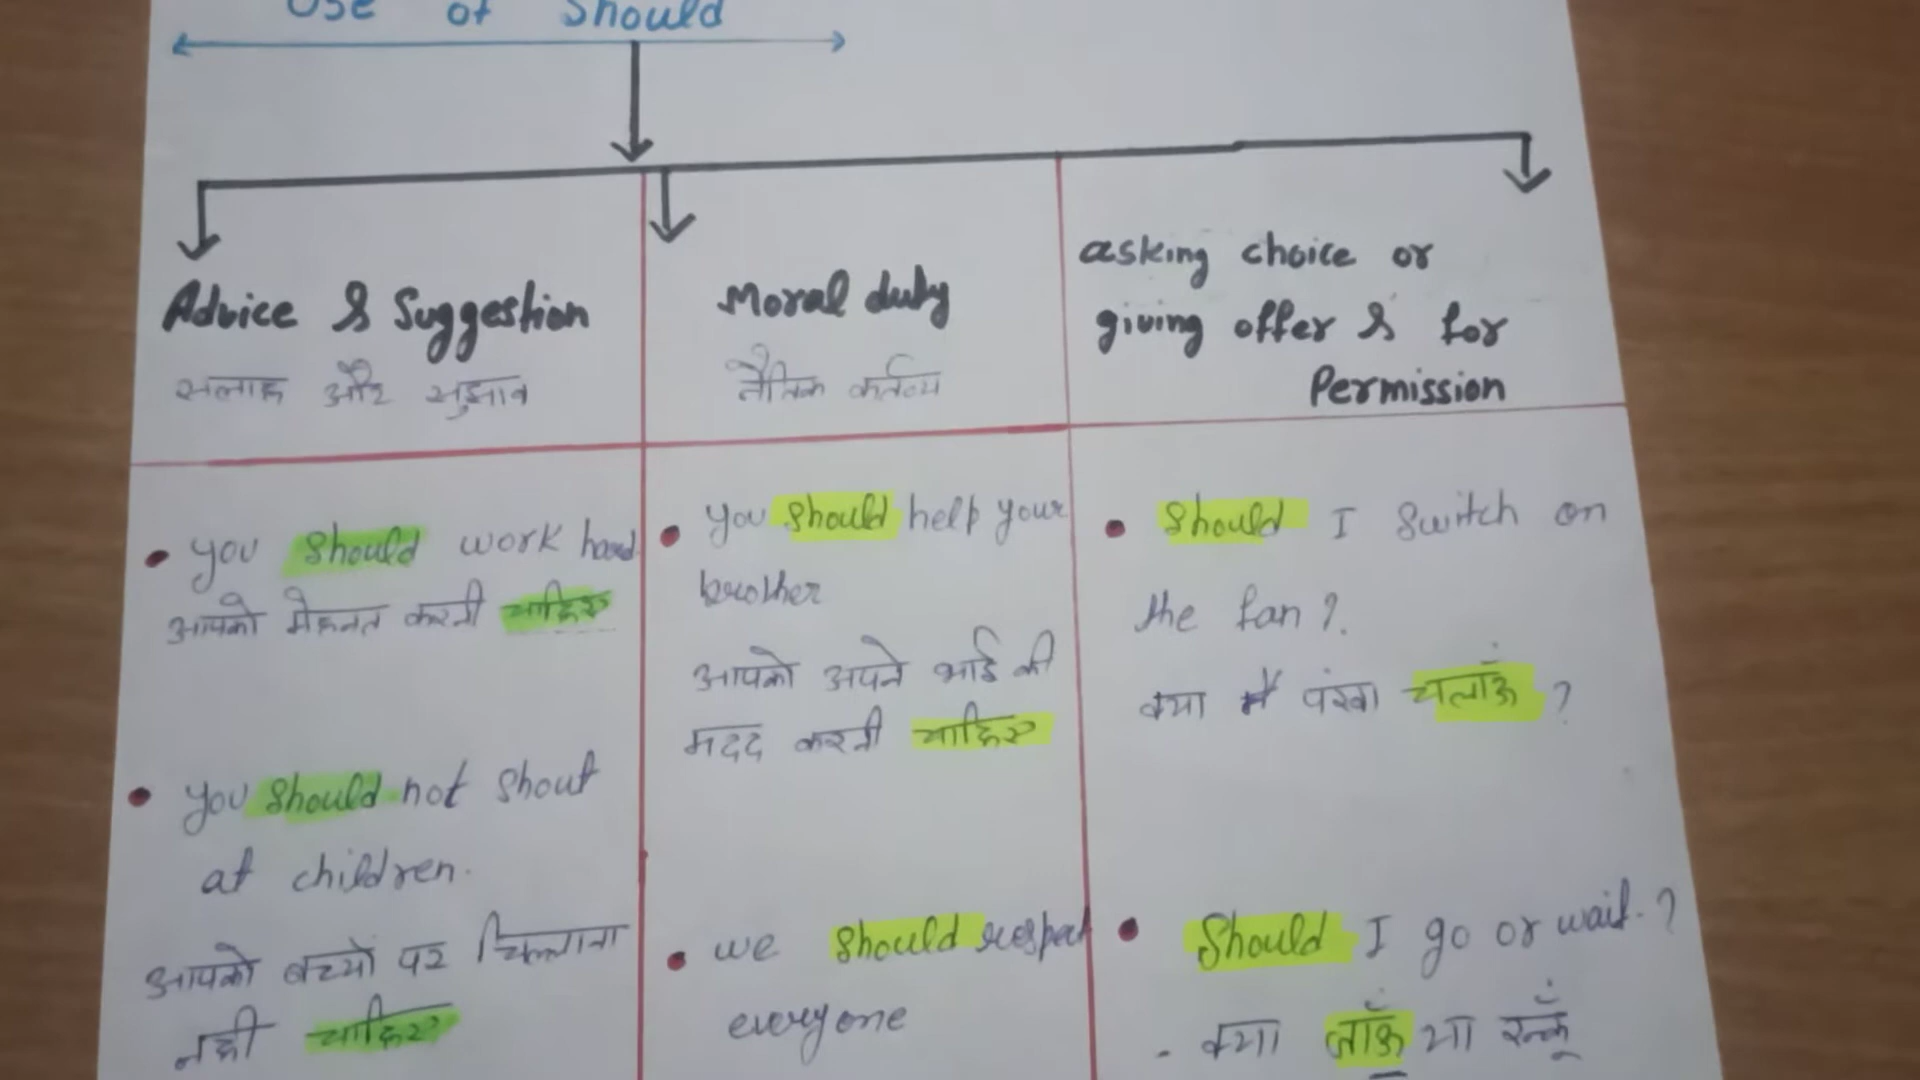 Use of Should
Advice & Suggestion
सलाह और सुझाव
• you should work hard
आपको मेहनत करनी चाहिए
• you should not shout
at children.
आपको बच्चों पर चिल्लाना
नही चाहिए
Moral duty
नैतिक कर्तव्य
• you should help your
brother
आपको अपने भाई की
मदद करनी चाहिए
• we should respect
everyone
asking choice or
giving offer & for
Permission
• Should I switch on
the fan?.
क्या मैं पंखा चलाऊँ ?
• Should I go or wait.?
- क्या जाऊँ या रुकूँ